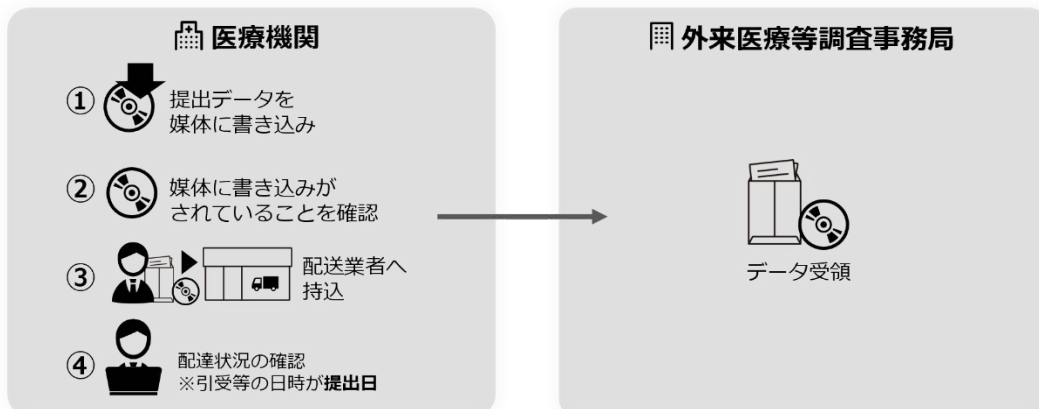 医療機関
① 提出データを
媒体に書き込み
② 媒体に書き込みが
されていることを確認
③ 配送業者へ
持込
④ 配達状況の確認
※引受等の日時が提出日
外来医療等調査事務局
データ受領